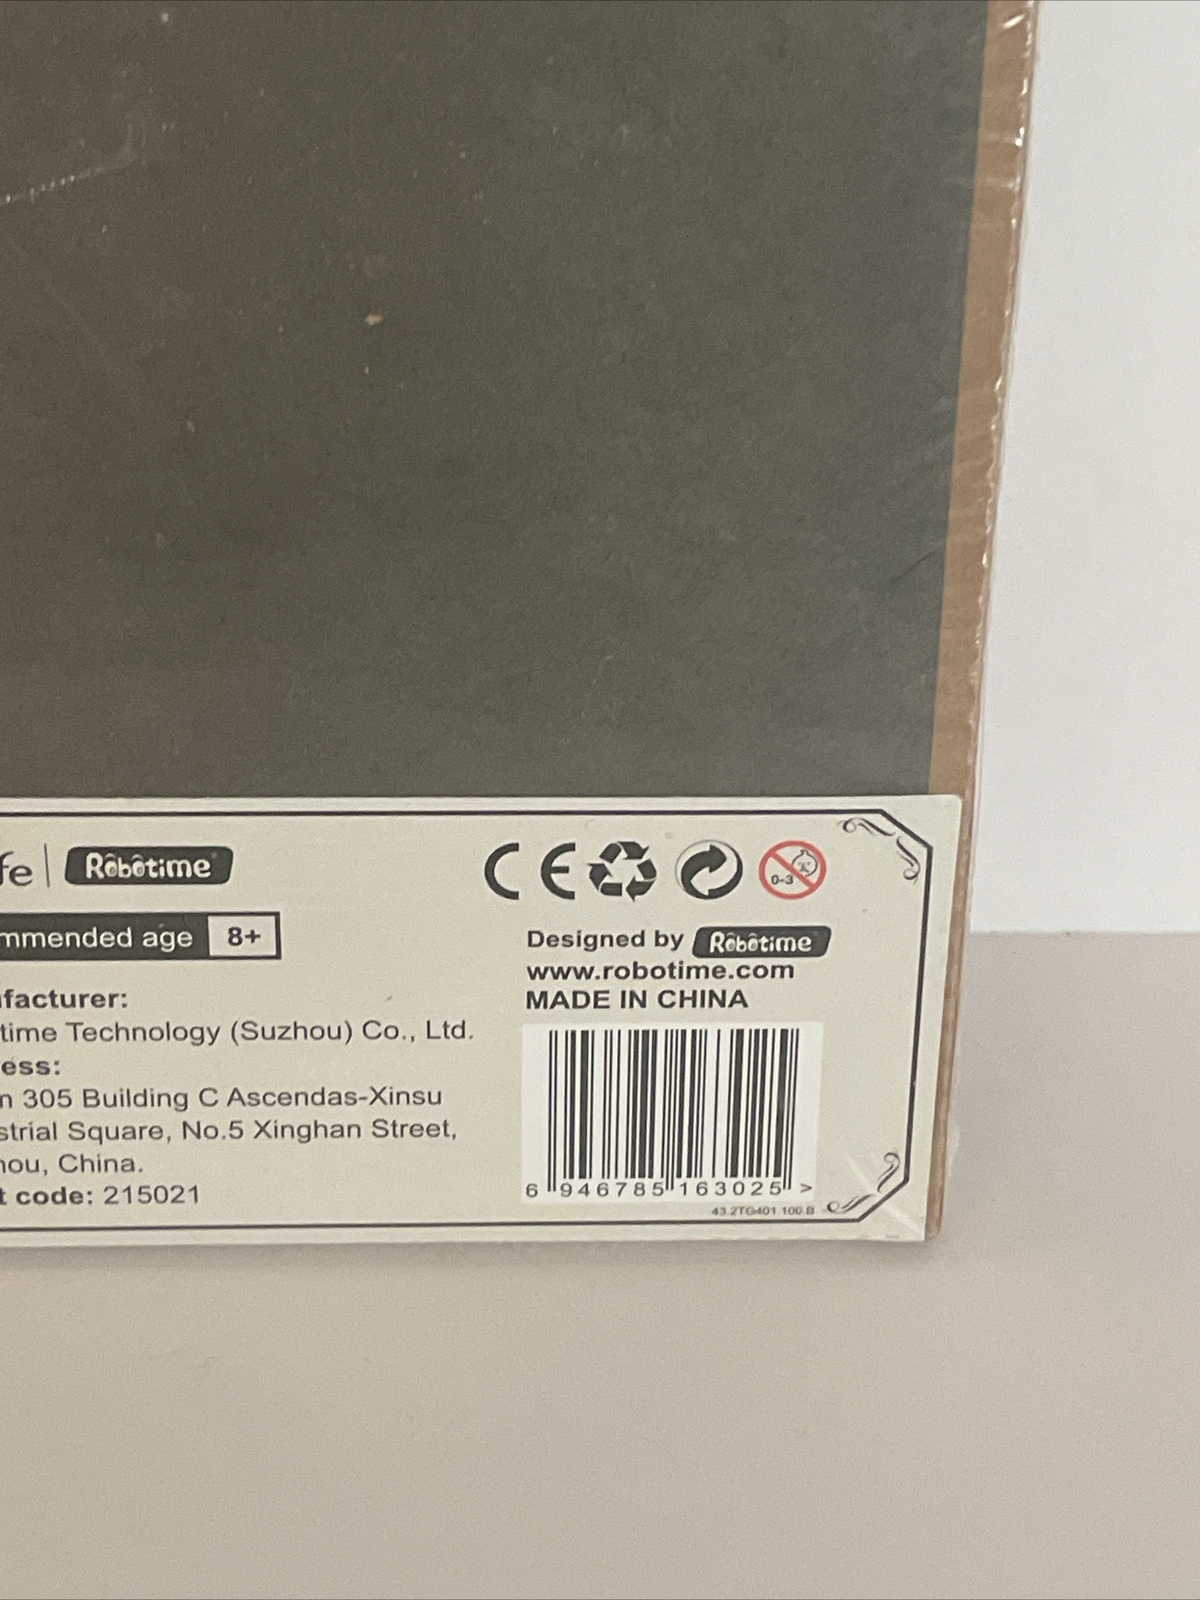 fe | Robotime
mmended age 8+
facturer:
time Technology (Suzhou) Co., Ltd.
ess:
n 305 Building C Ascendas-Xinsu
strial Square, No.5 Xinghan Street,
hou, China.
t code: 215021
CE
0-3
Designed by Robotime
www.robotime.com
MADE IN CHINA
6 946785 163025 >
43.2TG401.100.B